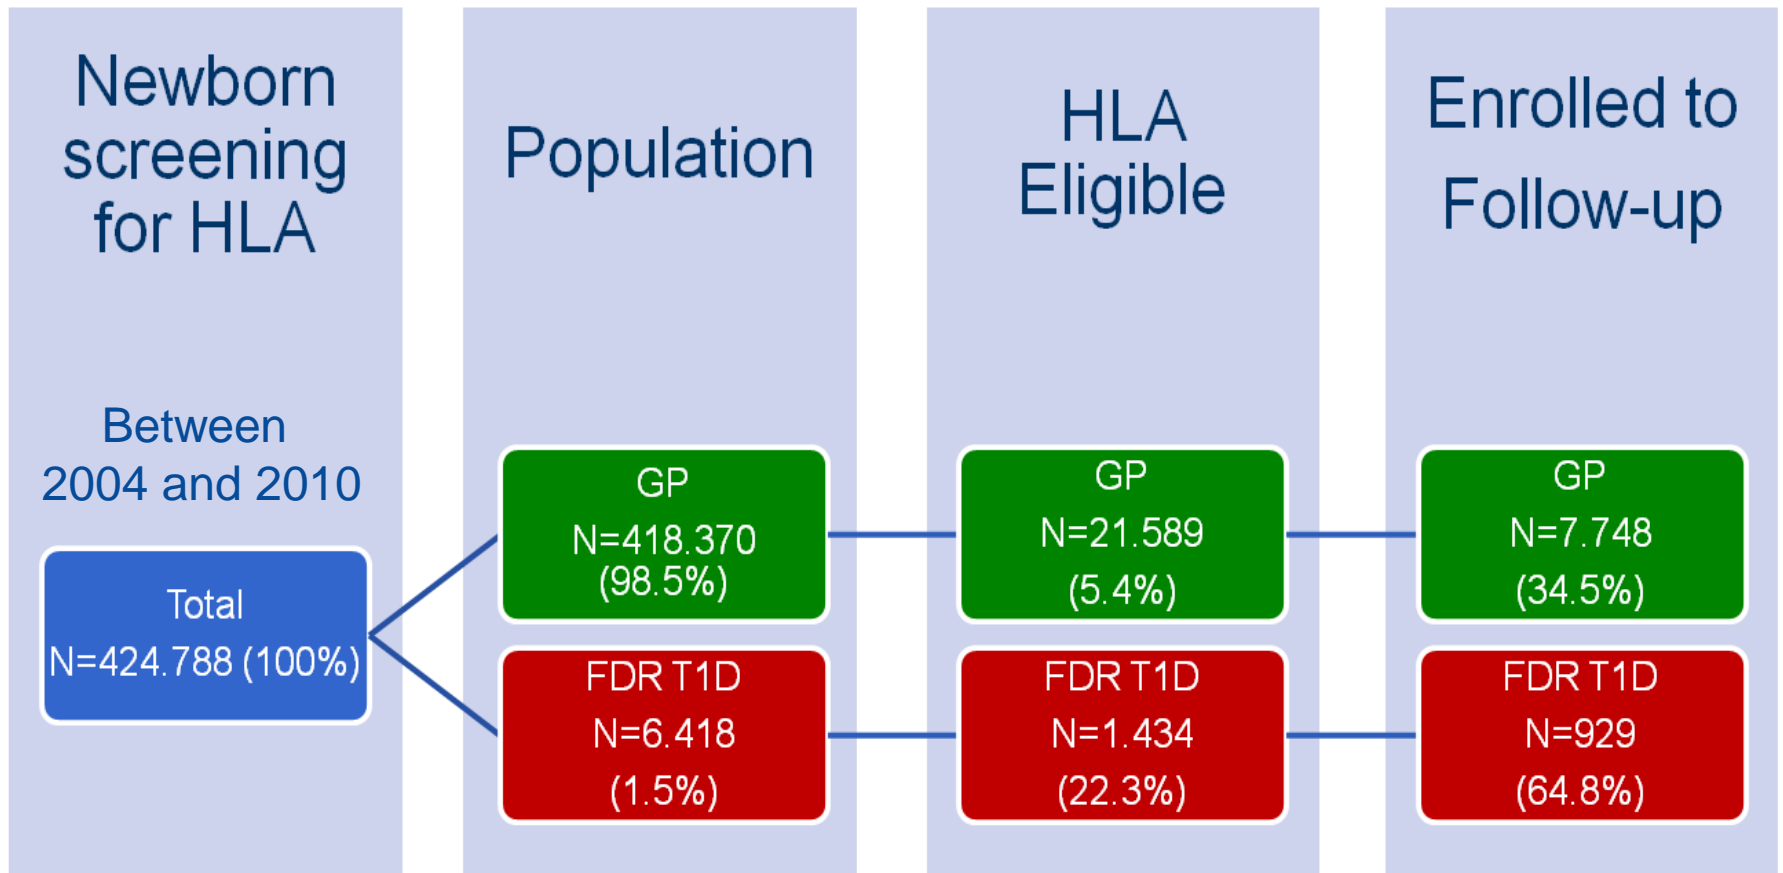 Newborn
screening
for HLA
Between
2004 and 2010
Total
N=424.788 (100%)
Population
GP
N=418.370
(98.5%)
FDR T1D
N=6.418
(1.5%)
HLA
Eligible
GP
N=21.589
(5.4%)
FDR T1D
N=1.434
(22.3%)
Enrolled to
Follow-up
GP
N=7.748
(34.5%)
FDR T1D
N=929
(64.8%)